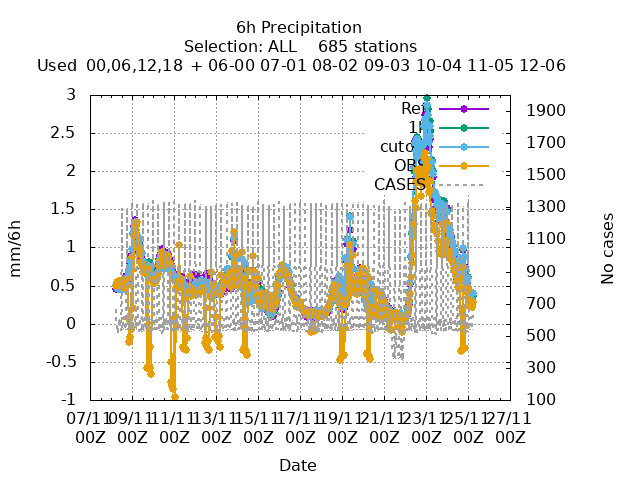 6h Precipitation
Selection: ALL    685 stations
Used  00,06,12,18  + 06-00 07-01 08-02 09-03 10-04 11-05 12-06
3
2.5
2
1.5
1
0.5
0
-0.5
-1
mm/6h
1900
1700
1500
1300
1100
900
700
500
300
100
No cases
OBS
CASES
07/11 09/11 11/11 13/11 15/11 17/11 19/11 21/11 23/11 25/11 27/11
00Z 00Z 00Z 00Z 00Z 00Z 00Z 00Z 00Z 00Z 00Z
Date